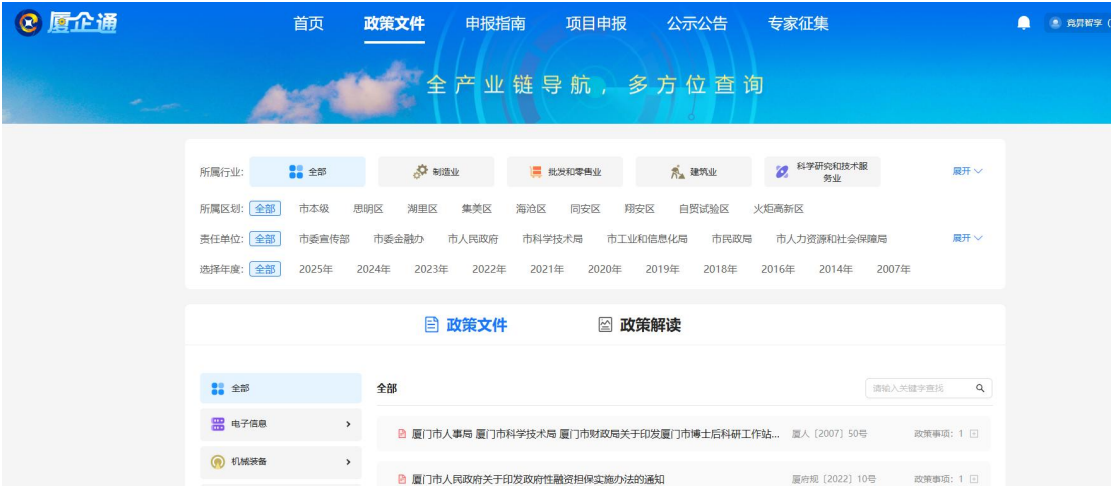 厦企通 首页 政策文件 申报指南 项目申报 公示公告 专家征集
全产业链导航，多方位查询
所属行业: 全部 制造业 批发和零售业 建筑业 科学研究和技术服务业 展开
所属区划: 全部 市本级 思明区 湖里区 集美区 海沧区 同安区 翔安区 自贸试验区 火炬高新区
责任单位: 全部 市委宣传部 市委金融办 市人民政府 市科学技术局 市工业和信息化局 市民政局 市人力资源和社会保障局 展开
选择年度: 全部 2025年 2024年 2023年 2022年 2021年 2020年 2019年 2018年 2016年 2014年 2007年
政策文件 政策解读
全部 全部 请输入关键字查找
电子信息 厦门市人事局 厦门市科学技术局 厦门市财政局关于印发厦门市博士后科研工作站... 厦人〔2007〕50号 政策事项: 1
机械装备 厦门市人民政府关于印发政府性融资担保实施办法的通知 厦府规〔2022〕10号 政策事项: 1